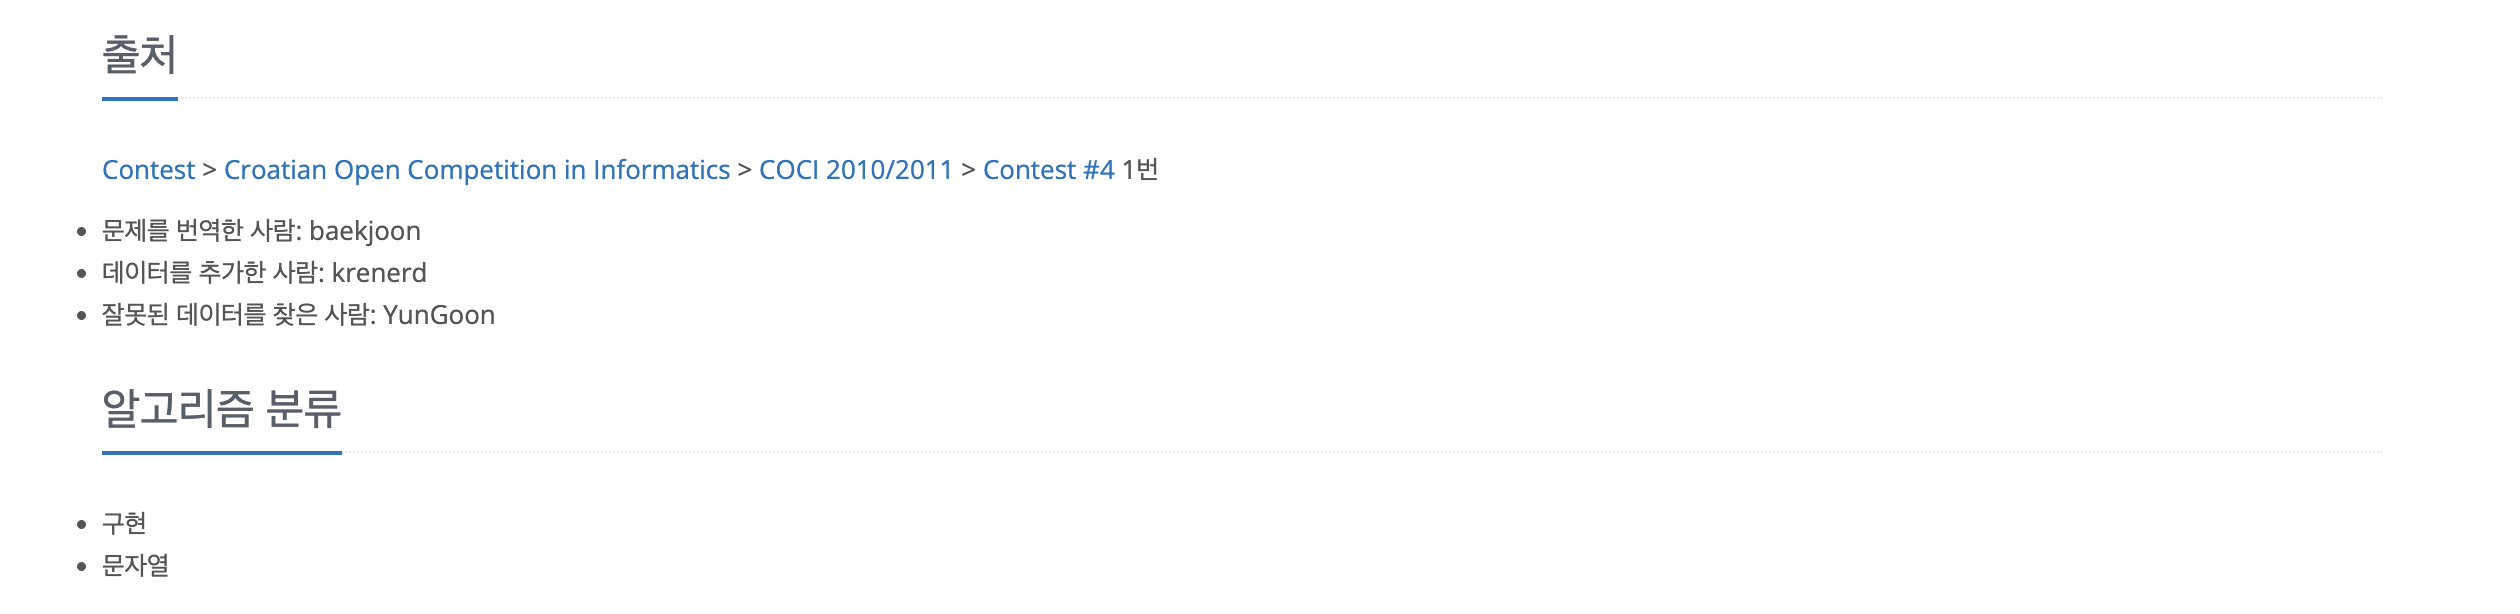 출처
Contest > Croatian Open Competition in Informatics > COCI 2010/2011 > Contest #4 1번
문제를 번역한 사람: baekjoon
데이터를 추가한 사람: krenerd
잘못된 데이터를 찾은 사람: YunGoon
알고리즘 분류
구현
문자열